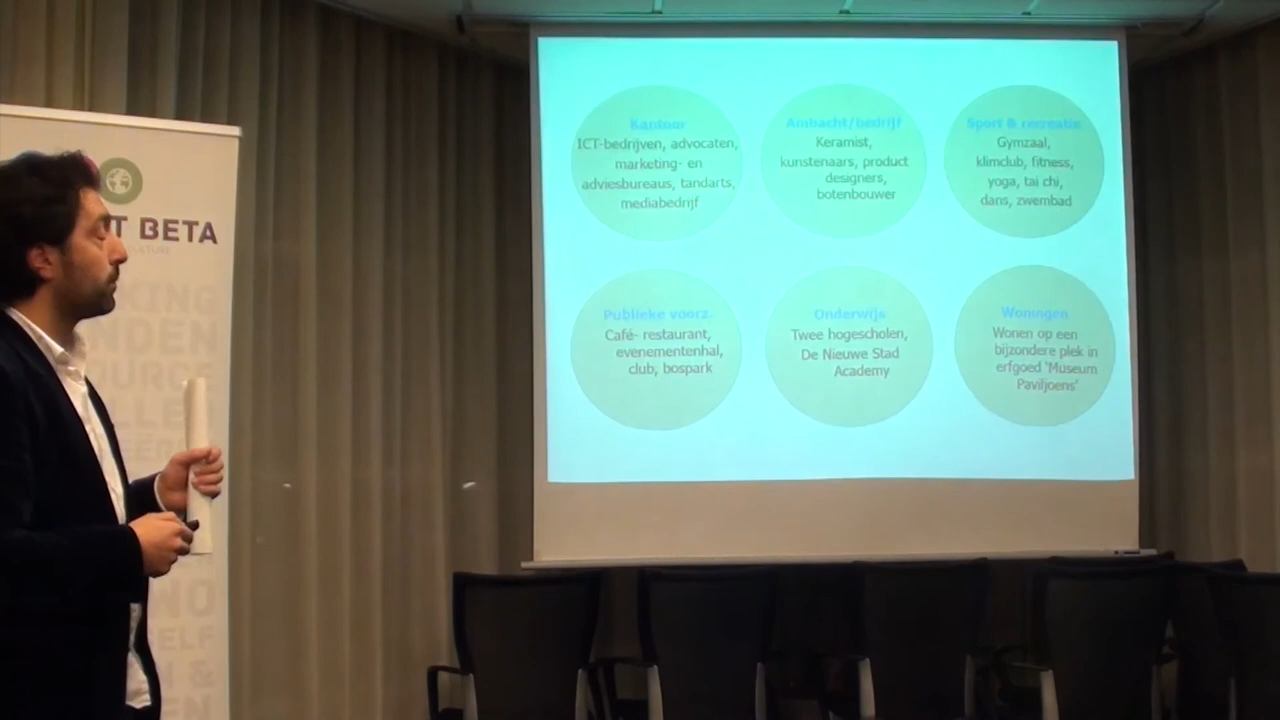 Kantoor
ICT-bedrijven, advocaten,
marketing- en
adviesbureaus, tandarts,
mediabedrijf
Ambacht/bedrijf
Keramist,
kunstenaars, product
designers,
botenbouwer
Sport & recreatie
Gymzaal,
klimclub, fitness,
yoga, tai chi,
dans, zwembad
Publieke voorz.
Café- restaurant,
evenementenhal,
club, bospark
Onderwijs
Twee hogescholen,
De Nieuwe Stad
Academy
Woningen
Wonen op een
bijzondere plek in
erfgoed 'Museum
Paviljoens'
BETA